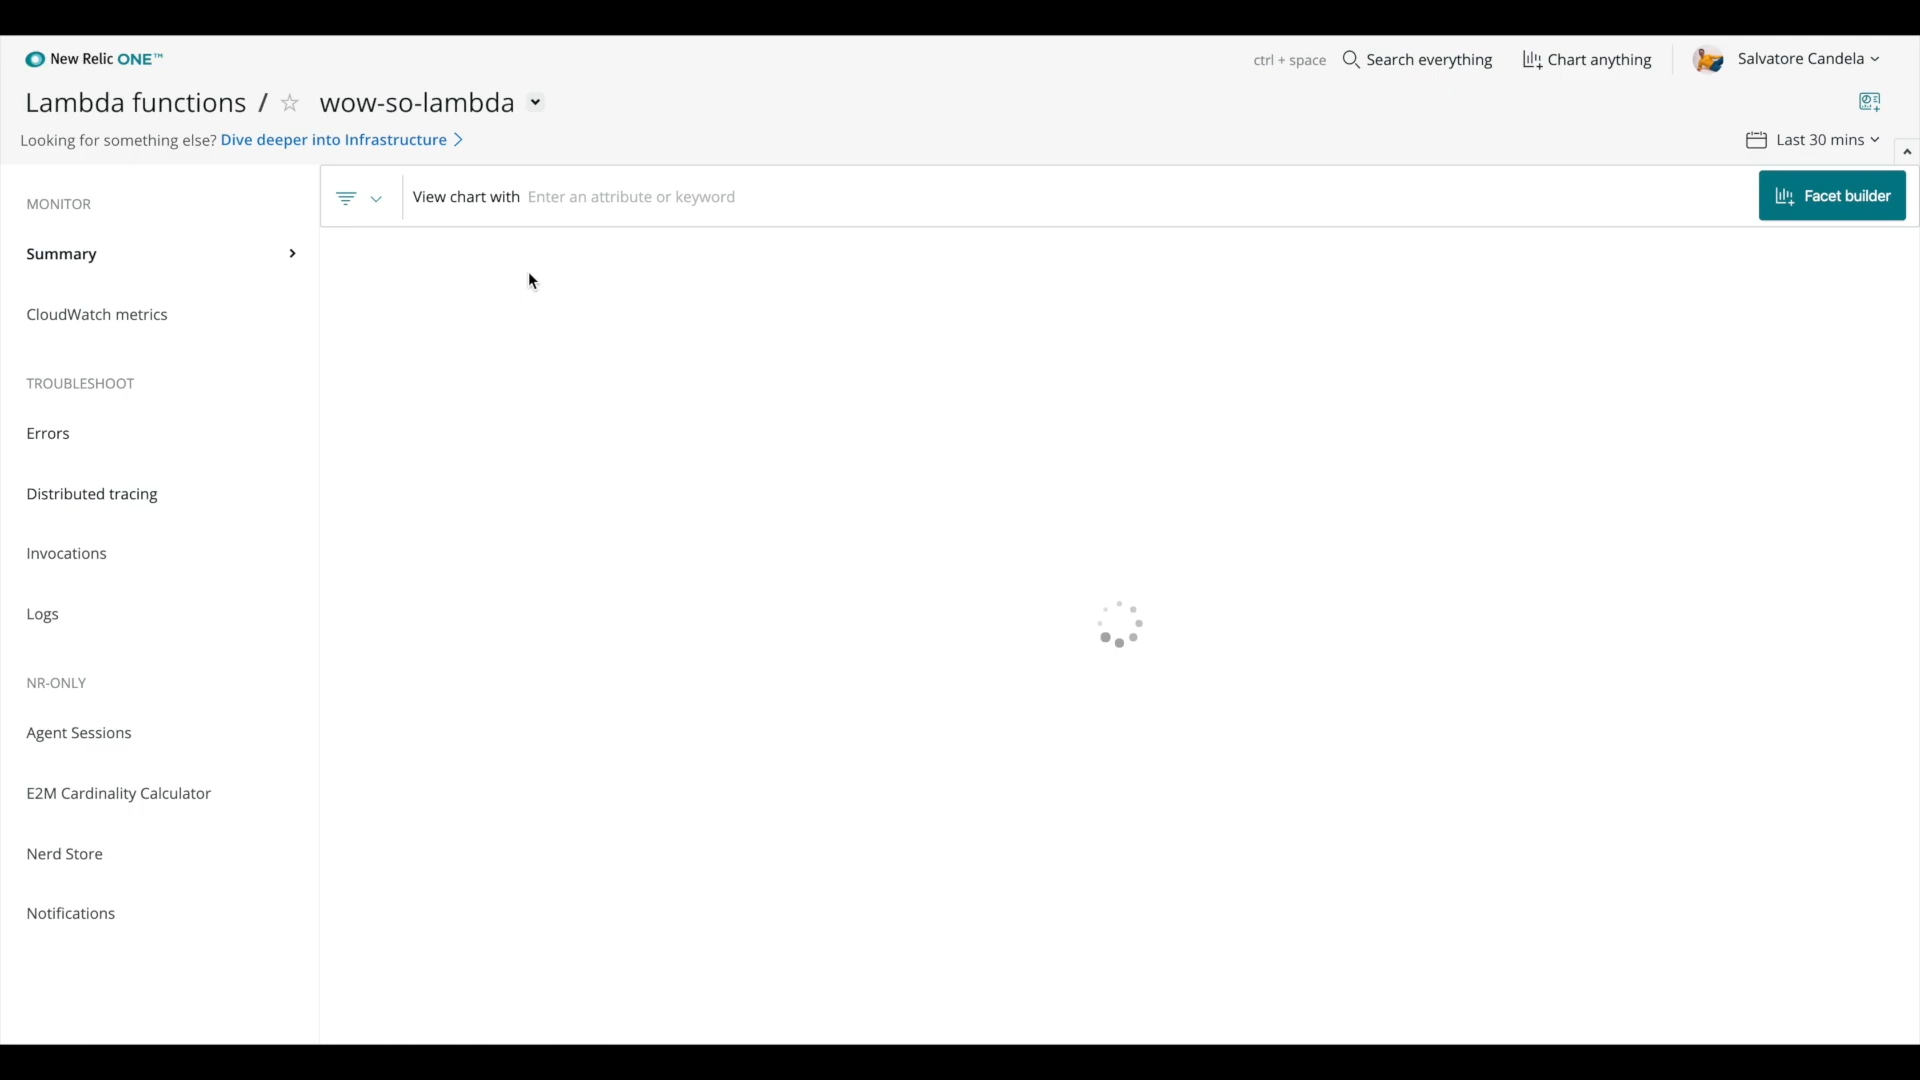 New Relic ONE™
ctrl + space Search everything Chart anything Salvatore Candela
Lambda functions / ☆ wow-so-lambda
Looking for something else? Dive deeper into Infrastructure >
Last 30 mins
MONITOR
View chart with Enter an attribute or keyword
Facet builder
Summary
CloudWatch metrics
TROUBLESHOOT
Errors
Distributed tracing
Invocations
Logs
NR-ONLY
Agent Sessions
E2M Cardinality Calculator
Nerd Store
Notifications